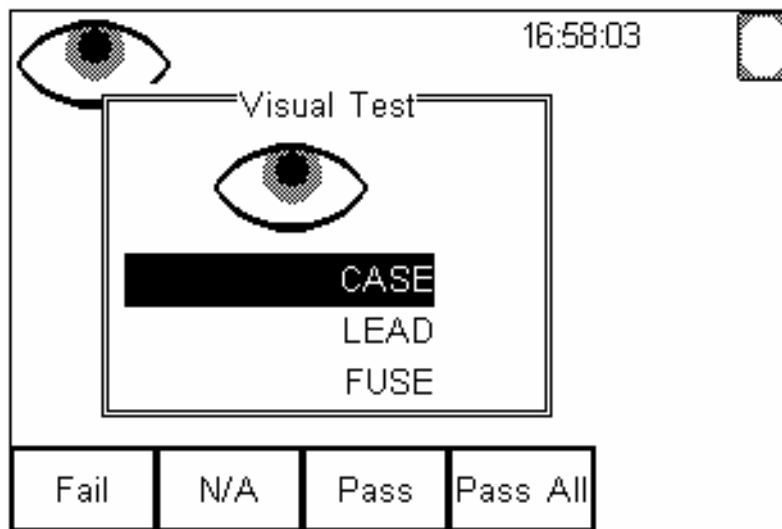 16:58:03
Visual Test
CASE
LEAD
FUSE
Fail N/A Pass Pass All